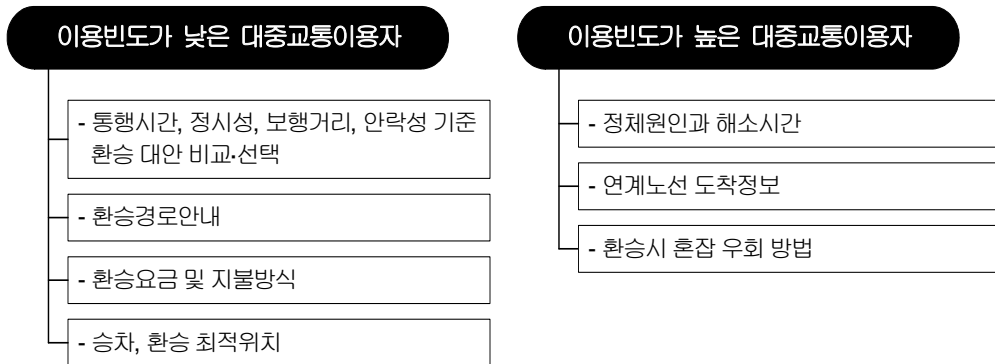 이용빈도가 낮은 대중교통이용자
- 통행시간, 정시성, 보행거리, 안락성 기준
환승 대안 비교·선택
- 환승경로안내
- 환승요금 및 지불방식
- 승차, 환승 최적위치
이용빈도가 높은 대중교통이용자
- 정체원인과 해소시간
- 연계노선 도착정보
- 환승시 혼잡 우회 방법